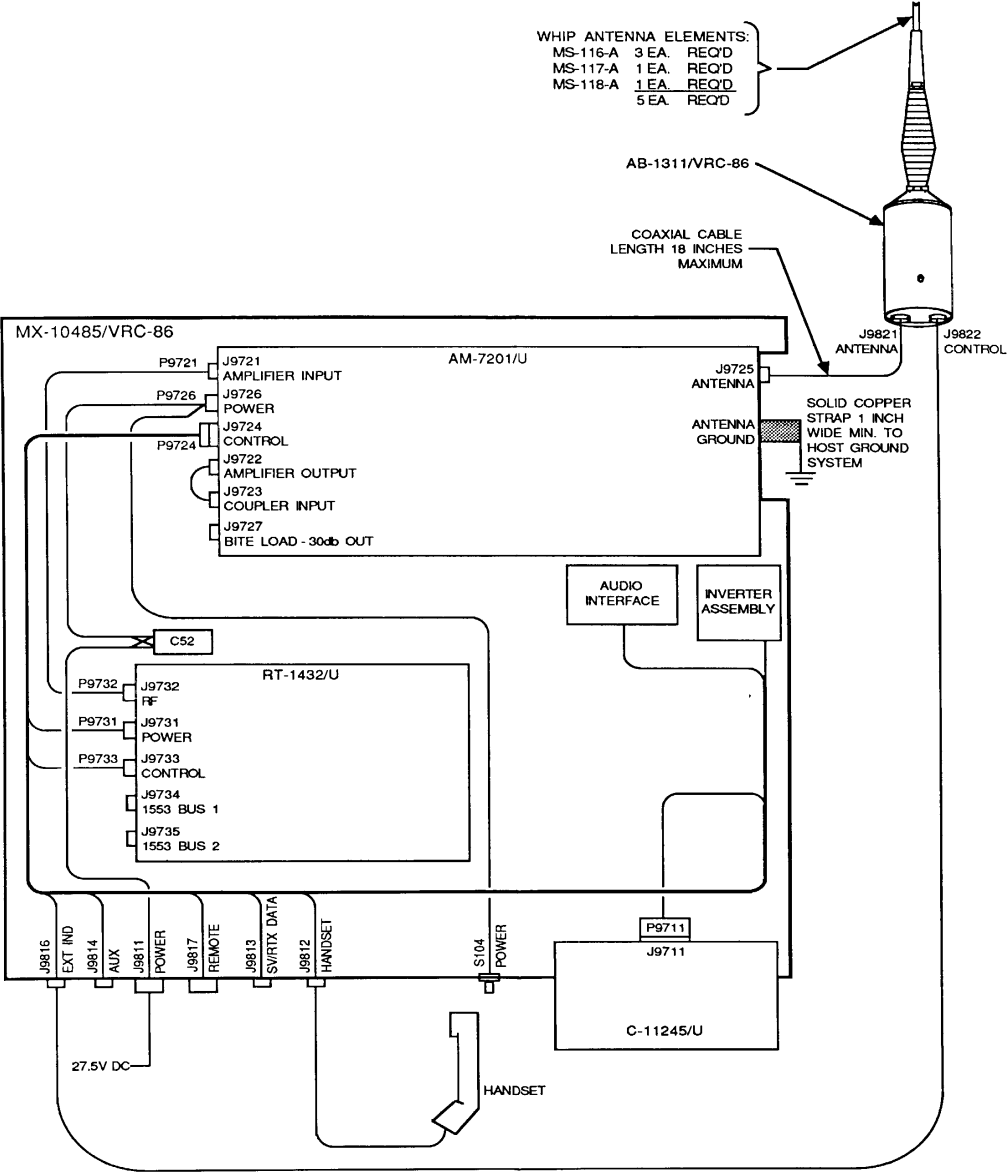 WHIP ANTENNA ELEMENTS:
MS-116-A 3 EA. REQ'D
MS-117-A 1 EA. REQ'D
MS-118-A 1 EA. REQ'D
5 EA. REQ'D
AB-1311/VRC-86
COAXIAL CABLE
LENGTH 18 INCHES
MAXIMUM
J9821
ANTENNA
J9822
CONTROL
MX-10485/VRC-86
AM-7201/U
P9721
J9721
AMPLIFIER INPUT
P9726
J9726
POWER
J9724
CONTROL
P9724
J9722
AMPLIFIER OUTPUT
J9723
COUPLER INPUT
J9727
BITE LOAD - 30db OUT
J9725
ANTENNA
ANTENNA
GROUND
SOLID COPPER
STRAP 1 INCH
WIDE MIN. TO
HOST GROUND
SYSTEM
AUDIO
INTERFACE
INVERTER
ASSEMBLY
C52
RT-1432/U
P9732
J9732
RF
P9731
J9731
POWER
P9733
J9733
CONTROL
J9734
1553 BUS 1
J9735
1553 BUS 2
J9816
EXT IND
J9814
AUX
J9811
POWER
J9817
REMOTE
J9813
SV/RTX DATA
J9812
HANDSET
S104
POWER
P9711
J9711
C-11245/U
27.5V DC
HANDSET